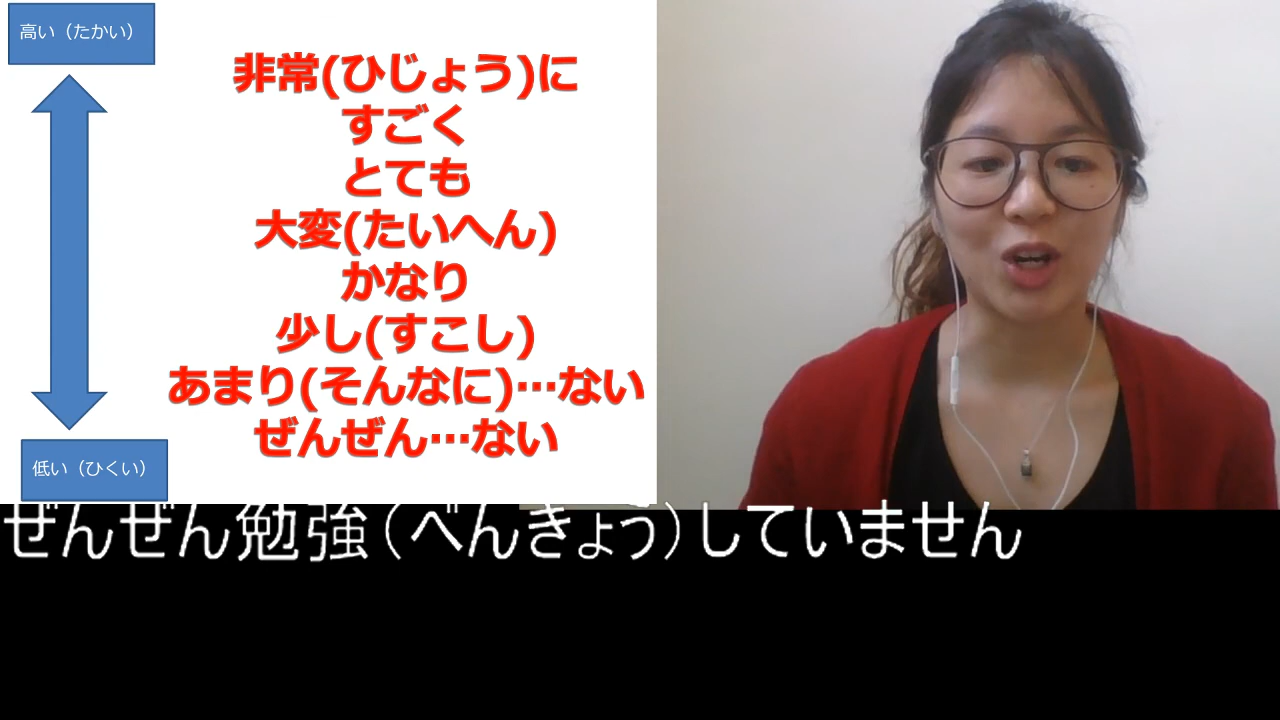 高い（たかい）
非常(ひじょう)に
すごく
とても
大変(たいへん)
かなり
少し(すこし)
あまり(そんなに)…ない
ぜんぜん…ない
低い（ひくい）
ぜんぜん勉強（べんきょう）していません